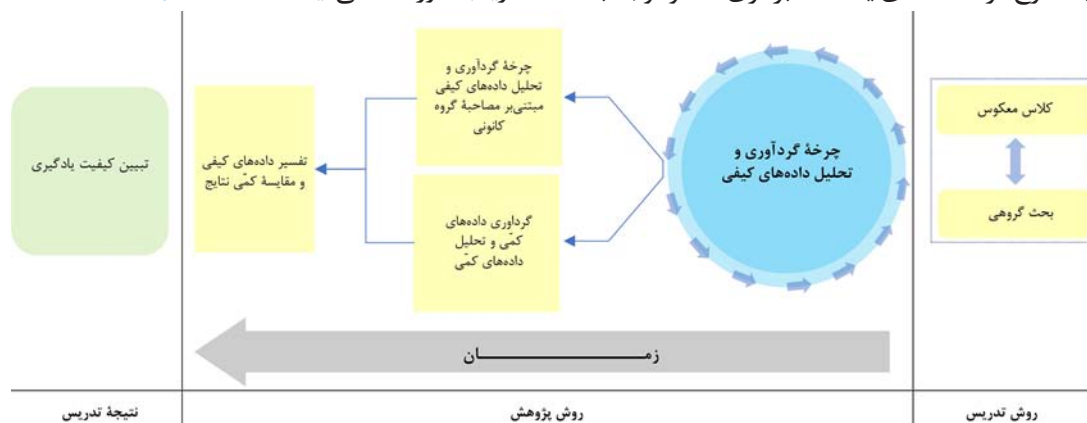 کلاس معکوس
بحث گروهی
چرخهٔ گردآوری و
تحلیل داده‌های کیفی
چرخهٔ گردآوری و
تحلیل داده‌های کیفی
مبتنی‌بر مصاحبهٔ گروه
کانونی
گرداوری داده‌های
کمّی و تحلیل
داده‌های کمّی
تفسیر داده‌های کیفی
و مقایسهٔ کمّی نتایج
تبیین کیفیت یادگیری
زمـــــــــــــان
روش تدریس
روش پژوهش
نتیجهٔ تدریس